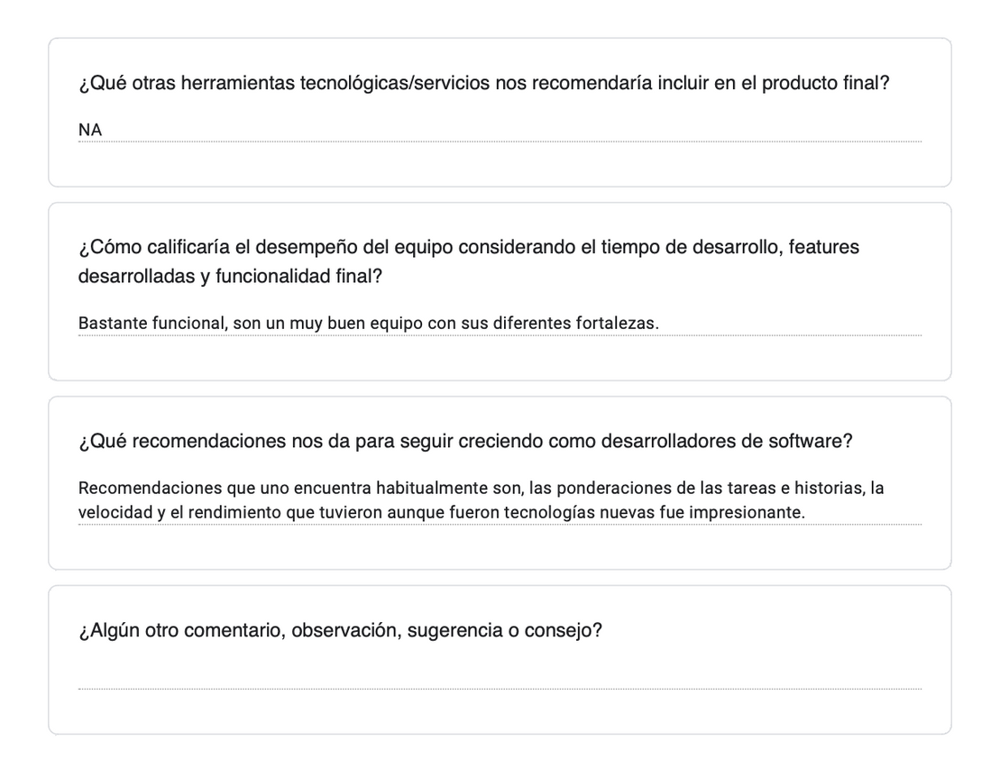 ¿Qué otras herramientas tecnológicas/servicios nos recomendaría incluir en el producto final?
NA
¿Cómo calificaría el desempeño del equipo considerando el tiempo de desarrollo, features
desarrolladas y funcionalidad final?
Bastante funcional, son un muy buen equipo con sus diferentes fortalezas.
¿Qué recomendaciones nos da para seguir creciendo como desarrolladores de software?
Recomendaciones que uno encuentra habitualmente son, las ponderaciones de las tareas e historias, la
velocidad y el rendimiento que tuvieron aunque fueron tecnologías nuevas fue impresionante.
¿Algún otro comentario, observación, sugerencia o consejo?